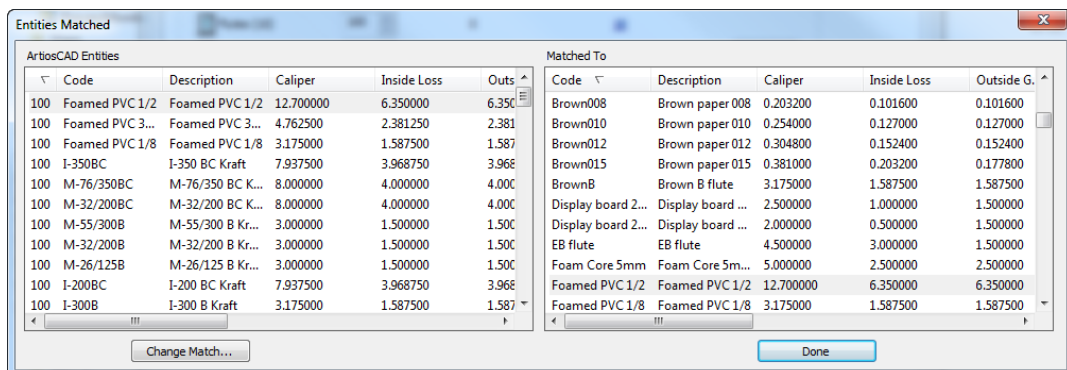 Entities Matched
ArtiosCAD Entities
Code Description Caliper Inside Loss Outs
100 Foamed PVC 1/2 Foamed PVC 1/2 12.700000 6.350000 6.350
100 Foamed PVC 3... Foamed PVC 3... 4.762500 2.381250 2.381
100 Foamed PVC 1/8 Foamed PVC 1/8 3.175000 1.587500 1.587
100 I-350BC I-350 BC Kraft 7.937500 3.968750 3.968
100 M-76/350BC M-76/350 BC K... 8.000000 4.000000 4.000
100 M-32/200BC M-32/200 BC K... 8.000000 4.000000 4.000
100 M-55/300B M-55/300 B Kr... 3.000000 1.500000 1.500
100 M-32/200B M-32/200 B Kr... 3.000000 1.500000 1.500
100 M-26/125B M-26/125 B Kr... 3.000000 1.500000 1.500
100 I-200BC I-200 BC Kraft 7.937500 3.968750 3.968
100 I-300B I-300 B Kraft 3.175000 1.587500 1.587
Change Match...
Matched To
Code Description Caliper Inside Loss Outside G.
Brown008 Brown paper 008 0.203200 0.101600 0.101600
Brown010 Brown paper 010 0.254000 0.127000 0.127000
Brown012 Brown paper 012 0.304800 0.152400 0.152400
Brown015 Brown paper 015 0.381000 0.203200 0.177800
BrownB Brown B flute 3.175000 1.587500 1.587500
Display board 2... Display board ... 2.500000 1.000000 1.500000
Display board 2... Display board ... 2.000000 0.500000 1.500000
EB flute EB flute 4.500000 3.000000 1.500000
Foam Core 5mm Foam Core 5m... 5.000000 2.500000 2.500000
Foamed PVC 1/2 Foamed PVC 1/2 12.700000 6.350000 6.350000
Foamed PVC 1/8 Foamed PVC 1/8 3.175000 1.587500 1.587500
Done